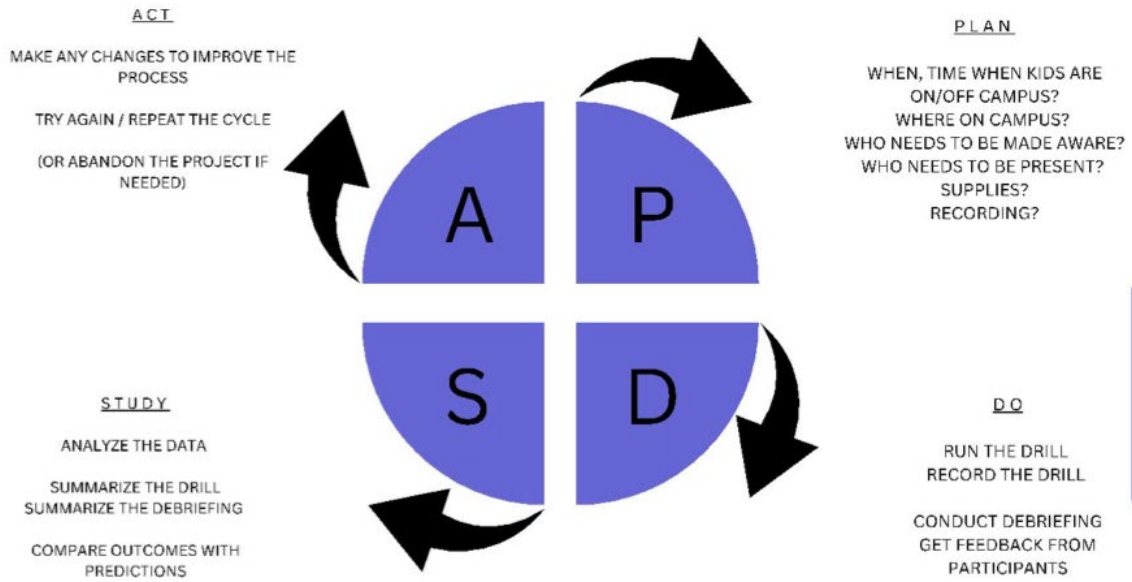 ACT
MAKE ANY CHANGES TO IMPROVE THE
PROCESS
TRY AGAIN / REPEAT THE CYCLE
(OR ABANDON THE PROJECT IF
NEEDED)
PLAN
WHEN, TIME WHEN KIDS ARE
ON/OFF CAMPUS?
WHERE ON CAMPUS?
WHO NEEDS TO BE MADE AWARE?
WHO NEEDS TO BE PRESENT?
SUPPLIES?
RECORDING?
A
P
S
D
STUDY
ANALYZE THE DATA
SUMMARIZE THE DRILL
SUMMARIZE THE DEBRIEFING
COMPARE OUTCOMES WITH
PREDICTIONS
DO
RUN THE DRILL
RECORD THE DRILL
CONDUCT DEBRIEFING
GET FEEDBACK FROM
PARTICIPANTS